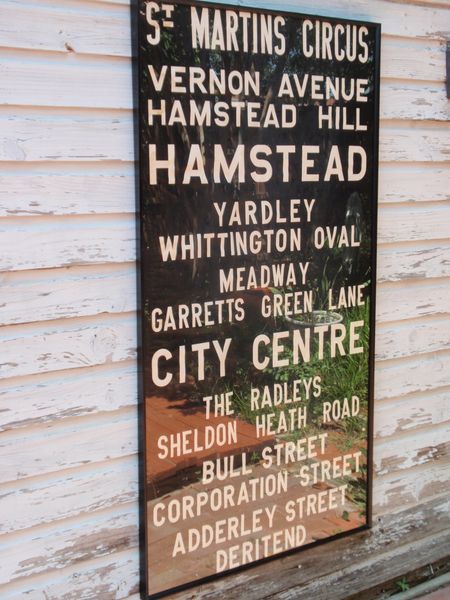 ST MARTINS CIRCUS
VERNON AVENUE
HAMSTEAD HILL
HAMSTEAD
YARDLEY
WHITTINGTON OVAL
MEADWAY
GARRETTS GREEN LANE
CITY CENTRE
THE RADLEYS
SHELDON HEATH ROAD
BULL STREET
CORPORATION STREET
ADDERLEY STREET
DERITEND